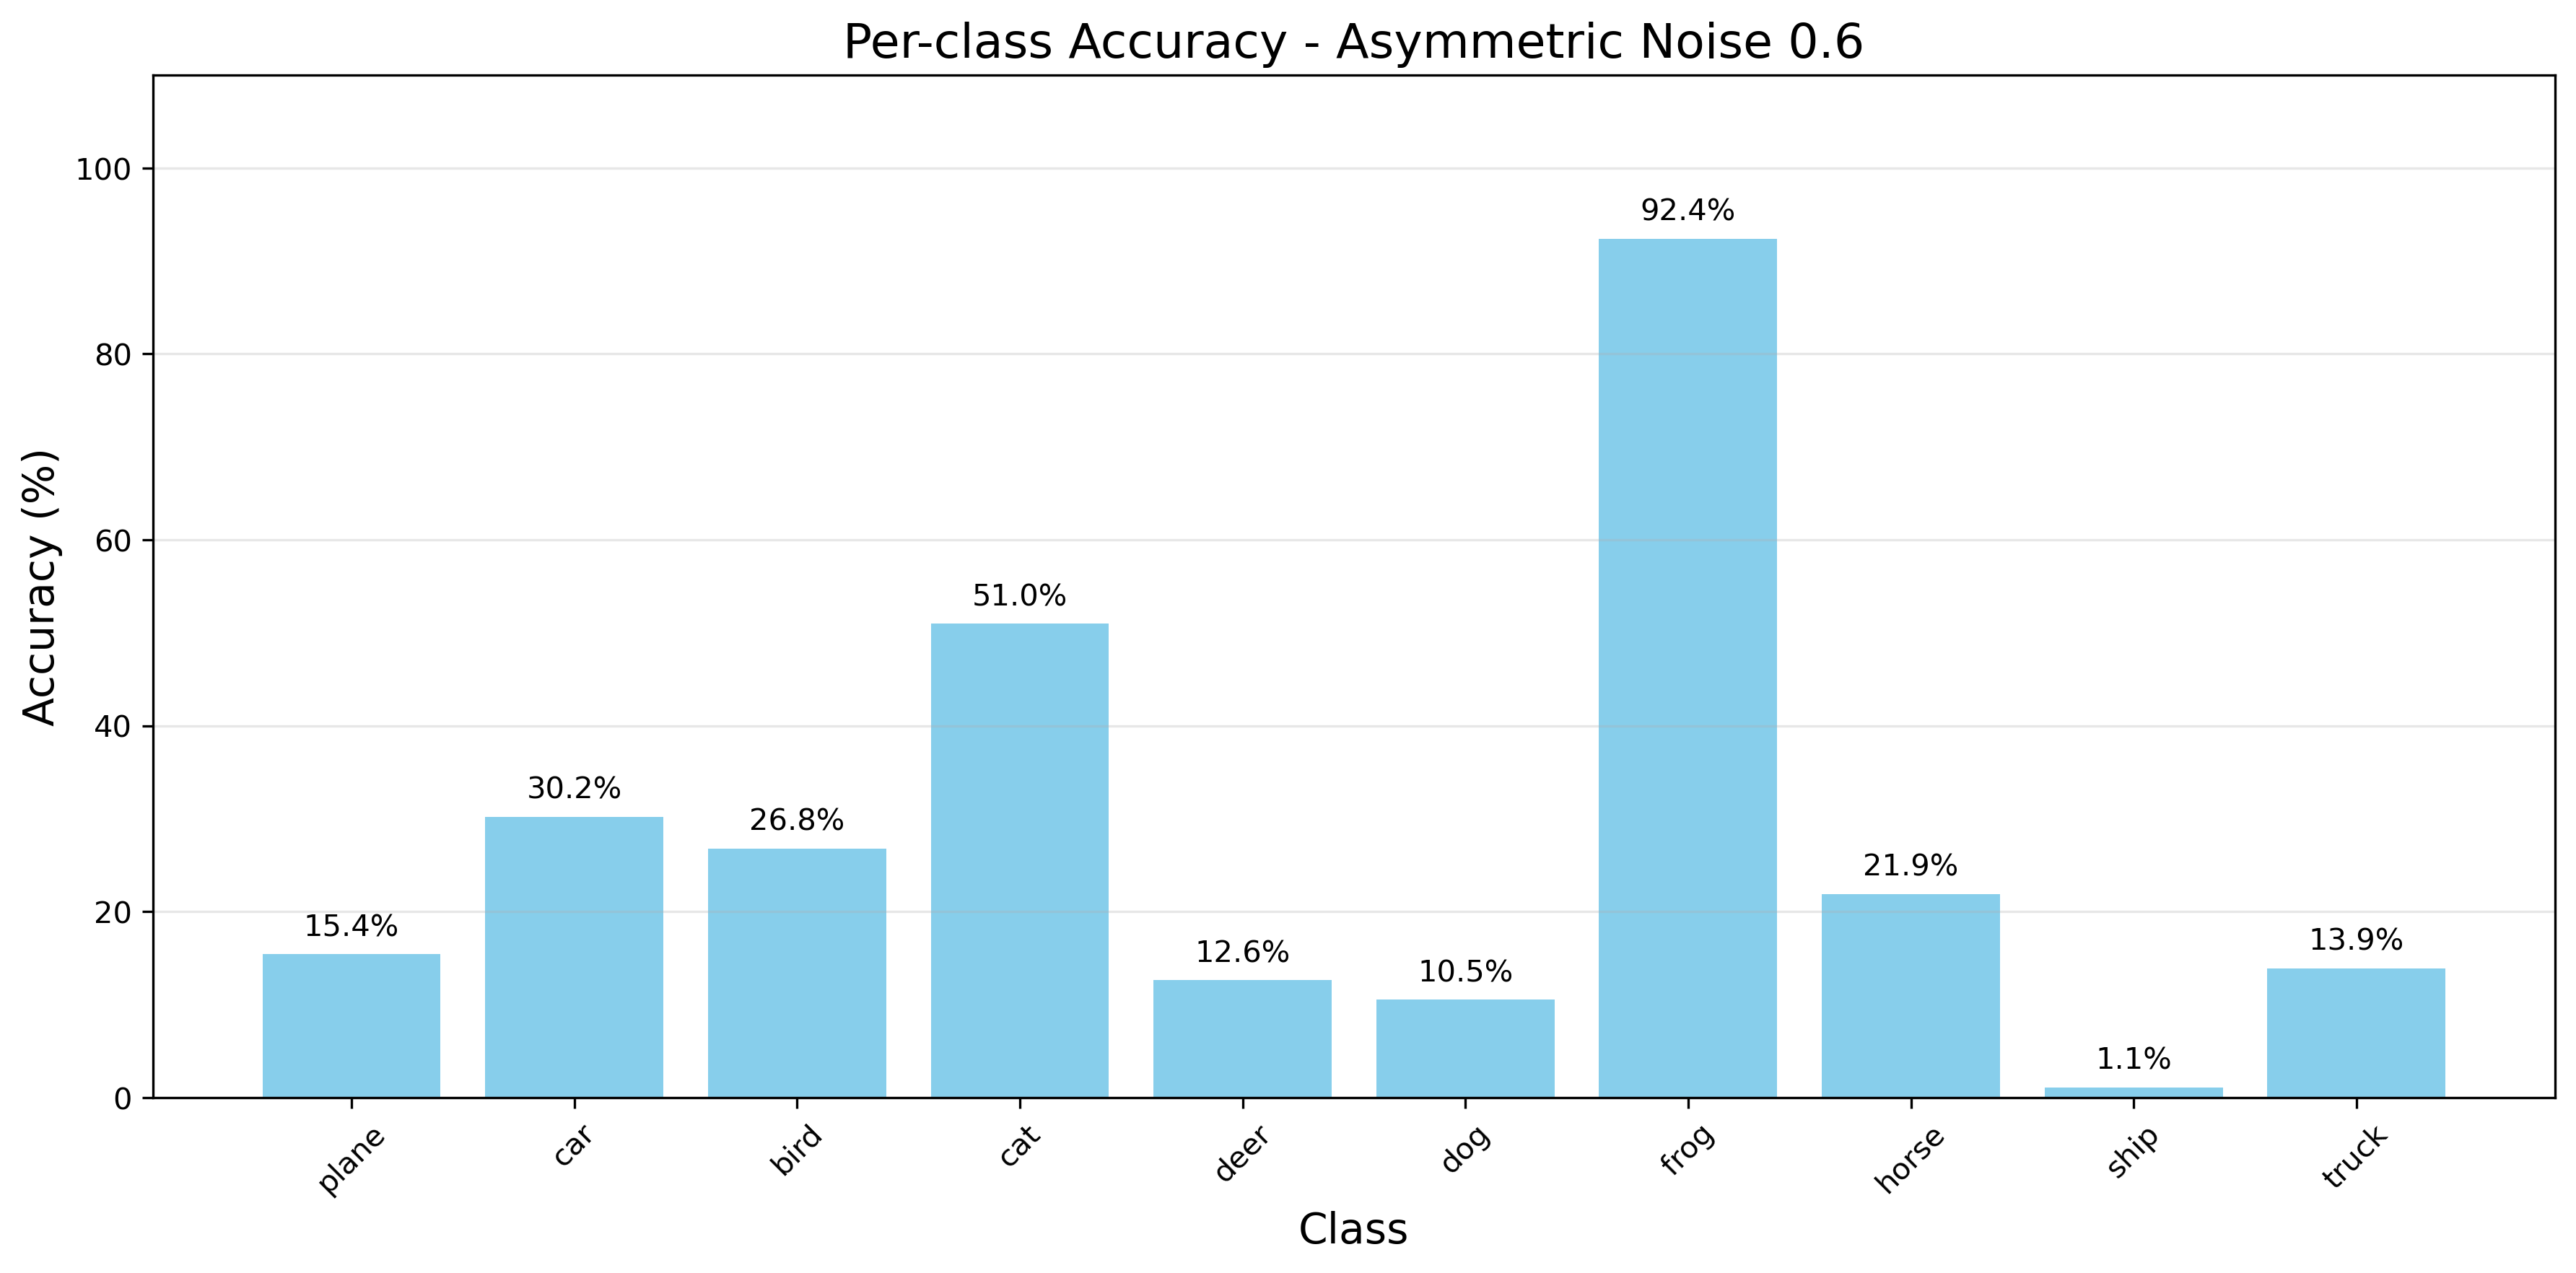 Per-class Accuracy - Asymmetric Noise 0.6
Accuracy (%)
100
80
60
40
20
0
15.4%
30.2%
26.8%
51.0%
12.6%
10.5%
92.4%
21.9%
1.1%
13.9%
plane
car
bird
cat
deer
dog
frog
horse
ship
truck
Class